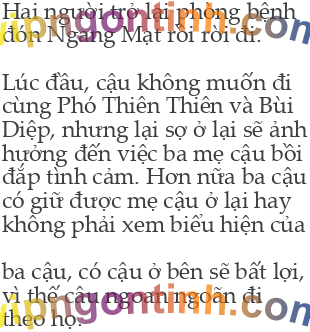 Hai người trở lại phòng bệnh
đón Ngang Mạt rồi rời đi.
Lúc đầu, cậu không muốn đi
cùng Phó Thiên Thiên và Bùi
Diệp, nhưng lại sợ ở lại sẽ ảnh
hưởng đến việc ba mẹ cậu bồi
đắp tình cảm. Hơn nữa ba cậu
có giữ được mẹ cậu ở lại hay
không phải xem biểu hiện của
ba cậu, có cậu ở bên sẽ bất lợi,
vì thế cậu ngoan ngoãn đi
theo họ.